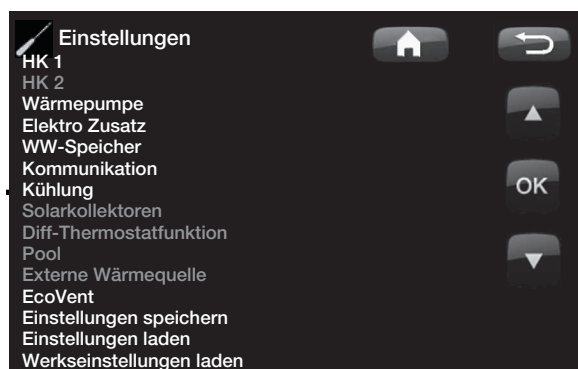 Einstellungen
HK 1
HK 2
Wärmepumpe
Elektro Zusatz
WW-Speicher
Kommunikation
Kühlung
OK
Solarkollektoren
Diff-Thermostatfunktion
Pool
Externe Wärmequelle
EcoVent
Einstellungen speichern
Einstellungen laden
Werkseinstellungen laden